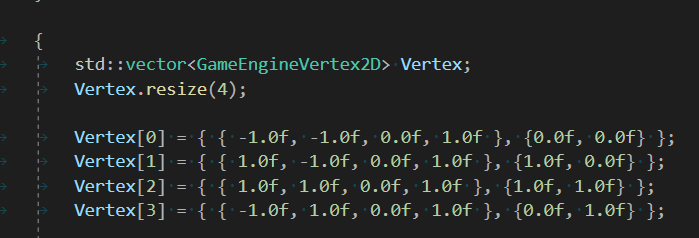 {
std::vector<GameEngineVertex2D> Vertex;
Vertex.resize(4);
Vertex[0] = { { -1.0f, -1.0f, 0.0f, 1.0f }, {0.0f, 0.0f} };
Vertex[1] = { { 1.0f, -1.0f, 0.0f, 1.0f }, {1.0f, 0.0f} };
Vertex[2] = { { 1.0f, 1.0f, 0.0f, 1.0f }, {1.0f, 1.0f} };
Vertex[3] = { { -1.0f, 1.0f, 0.0f, 1.0f }, {0.0f, 1.0f} };